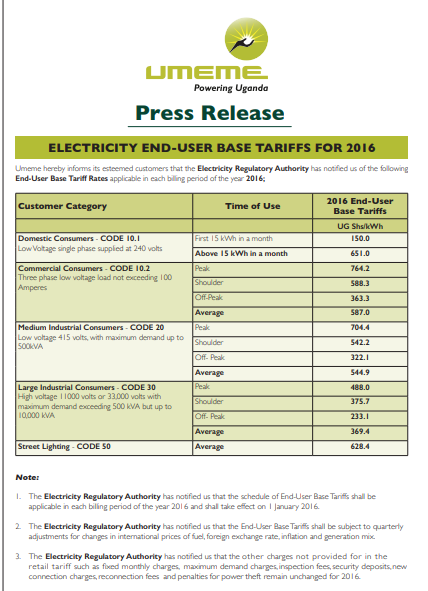 UMEME
Powering Uganda
Press Release
ELECTRICITY END-USER BASE TARIFFS FOR 2016
Umeme hereby informs its esteemed customers that the Electricity Regulatory Authority has notified us of the following
End-User Base Tariff Rates applicable in each billing period of the year 2016;
Customer Category Time of Use 2016 End-User
Base Tariffs
UG Shs/kWh
Domestic Consumers - CODE 10.1 First 15 kWh in a month 150.0
Low Voltage single phase supplied at 240 volts Above 15 kWh in a month 651.0
Commercial Consumers - CODE 10.2 Peak 764.2
Three phase low voltage load not exceeding 100 Shoulder 588.3
Amperes Off-Peak 363.3
Average 587.0
Medium Industrial Consumers - CODE 20 Peak 704.4
Low voltage 415 volts, with maximum demand up to Shoulder 542.2
500kVA Off- Peak 322.1
Average 544.9
Large Industrial Consumers - CODE 30 Peak 488.0
High voltage 11000 volts or 33,000 volts with Shoulder 375.7
maximum demand exceeding 500 kVA but up to Off- Peak 233.1
10,000 kVA Average 369.4
Street Lighting - CODE 50 Average 628.4
Note:
1. The Electricity Regulatory Authority has notified us that the schedule of End-User Base Tariffs shall be
applicable in each billing period of the year 2016 and shall take effect on 1 January 2016.
2. The Electricity Regulatory Authority has notified us that the End-User Base Tariffs shall be subject to quarterly
adjustments for changes in international prices of fuel, foreign exchange rate, inflation and generation mix.
3. The Electricity Regulatory Authority has notified us that the other charges not provided for in the
retail tariff such as fixed monthly charges, maximum demand charges, inspection fees, security deposits, new
connection charges, reconnection fees and penalties for power theft remain unchanged for 2016.